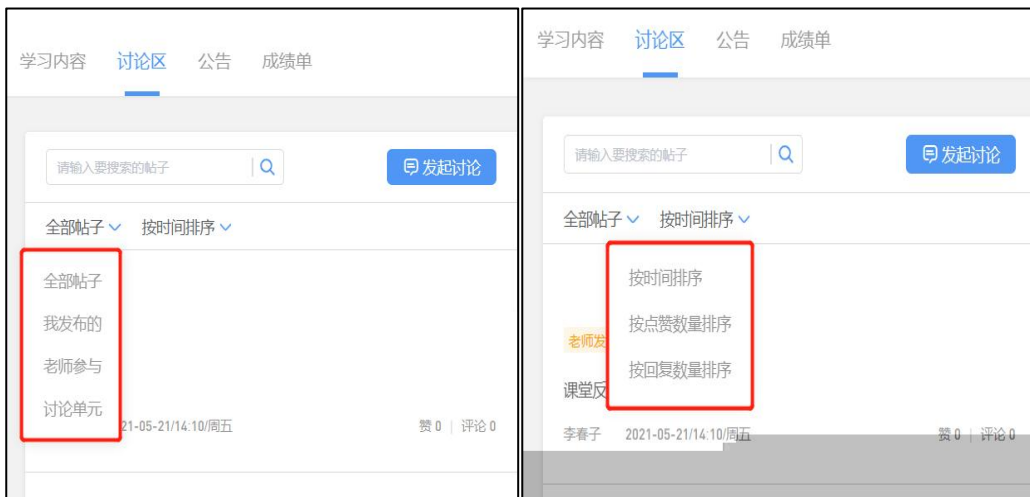 学习内容 讨论区 公告 成绩单
请输入要搜索的帖子
发起讨论
全部帖子 按时间排序
全部帖子
我发布的
老师参与
讨论单元
21-05-21/14:10/周五 赞 0 | 评论 0
学习内容 讨论区 公告 成绩单
请输入要搜索的帖子
发起讨论
全部帖子 按时间排序
按时间排序
按点赞数量排序
老师发
按回复数量排序
课堂反
李春子 2021-05-21/14:10/周五 赞 0 | 评论 0